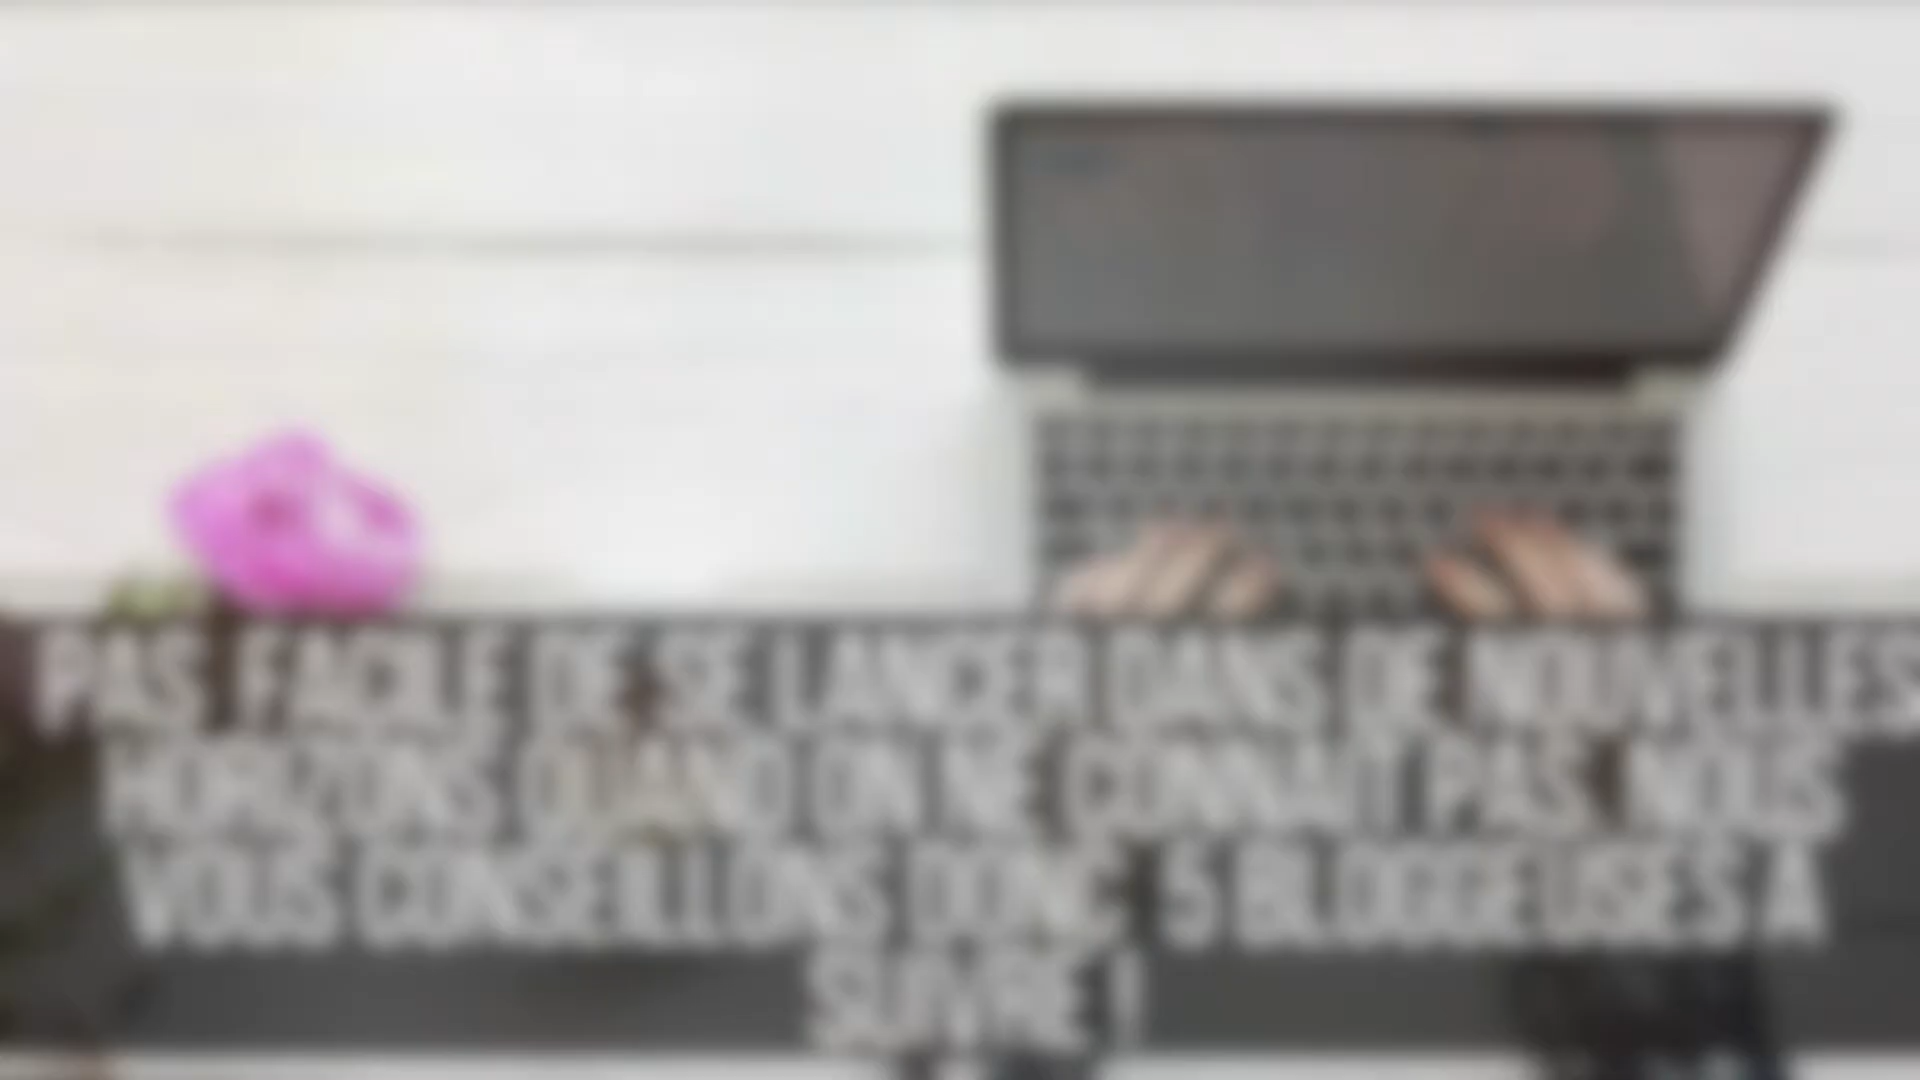 PAS FACILE DE SE LANCER DANS DE NOUVELLES
HORIZONS QUAND ON NE CONNAIT PAS, NOUS
VOUS CONSEILLONS DONC 5 BLOGGEUSES A
SUIVRE !